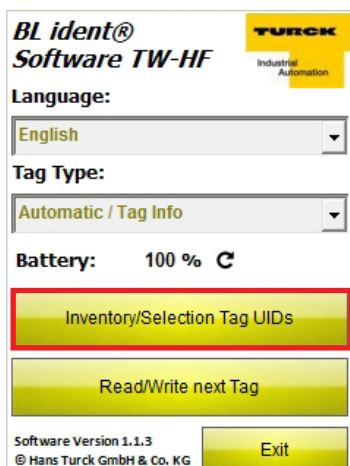 BL ident®
Software TW-HF
TURCK
Industrial
Automation
Language:
English
Tag Type:
Automatic / Tag Info
Battery: 100 %
Inventory/Selection Tag UIDs
Read/Write next Tag
Software Version 1.1.3
© Hans Turck GmbH & Co. KG
Exit